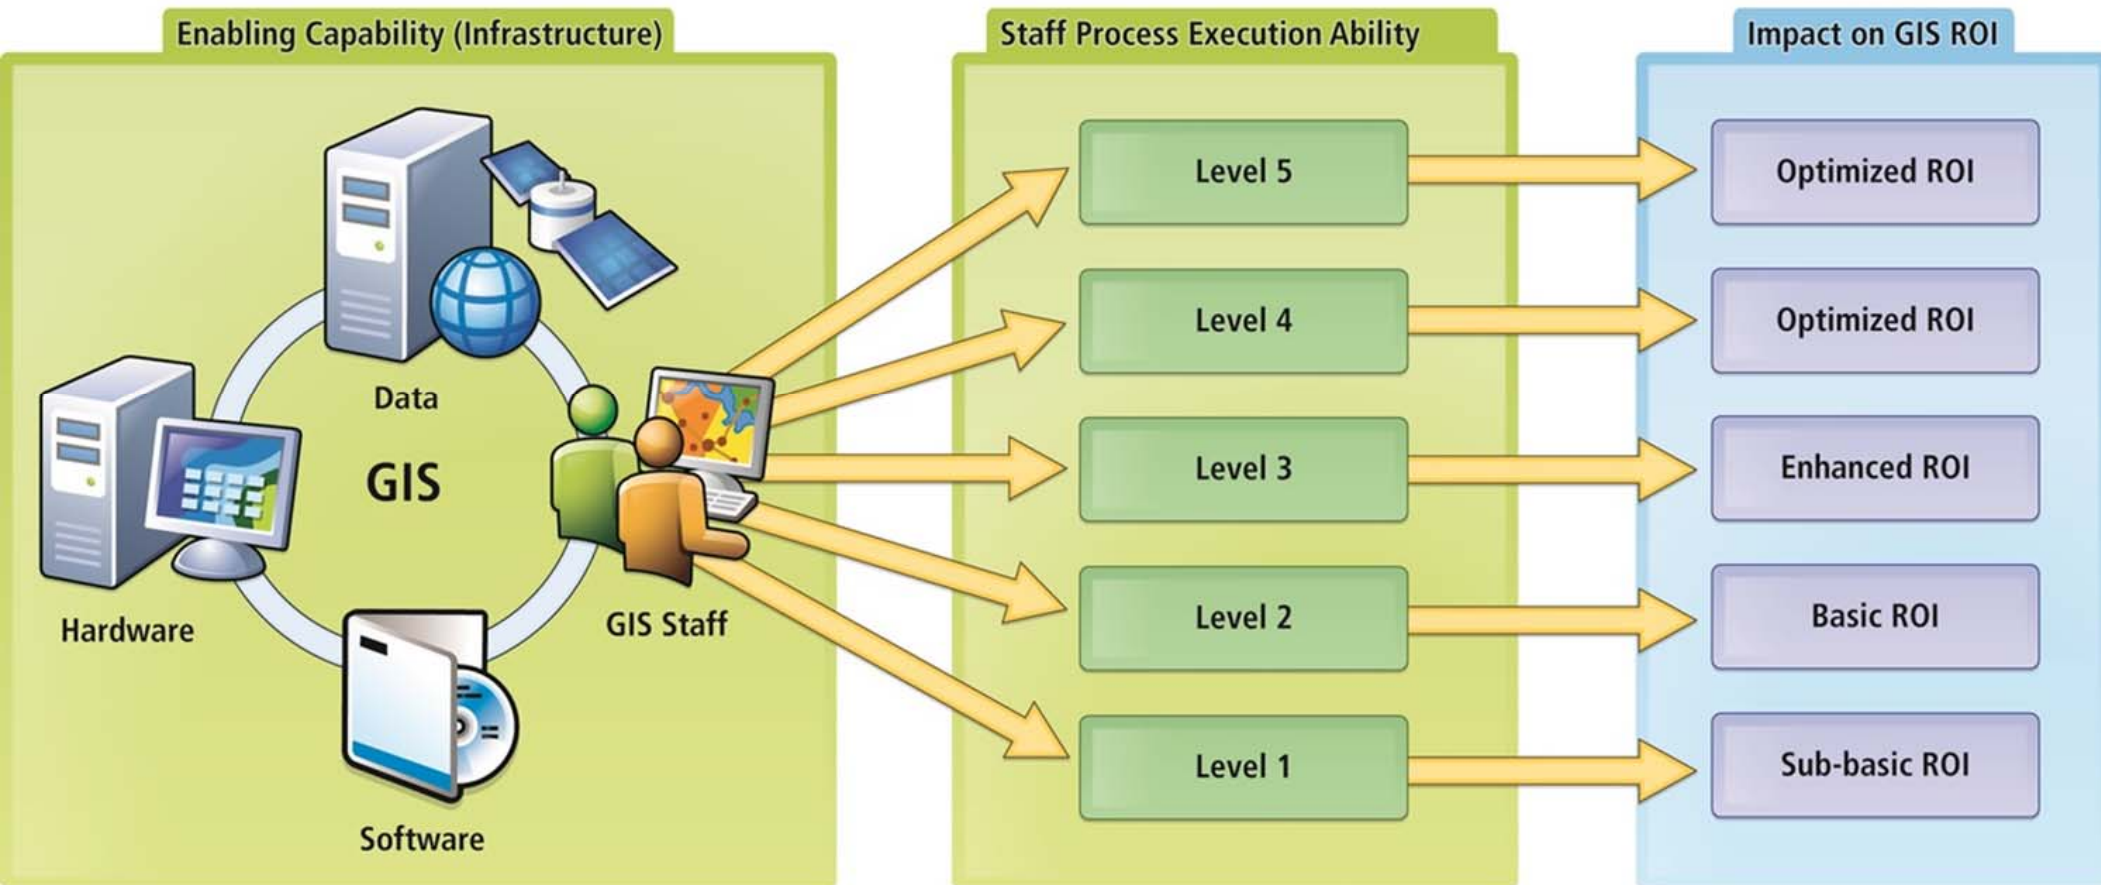 Enabling Capability (Infrastructure)
Data
GIS
Hardware
GIS Staff
Software
Staff Process Execution Ability
Level 5
Level 4
Level 3
Level 2
Level 1
Impact on GIS ROI
Optimized ROI
Optimized ROI
Enhanced ROI
Basic ROI
Sub-basic ROI